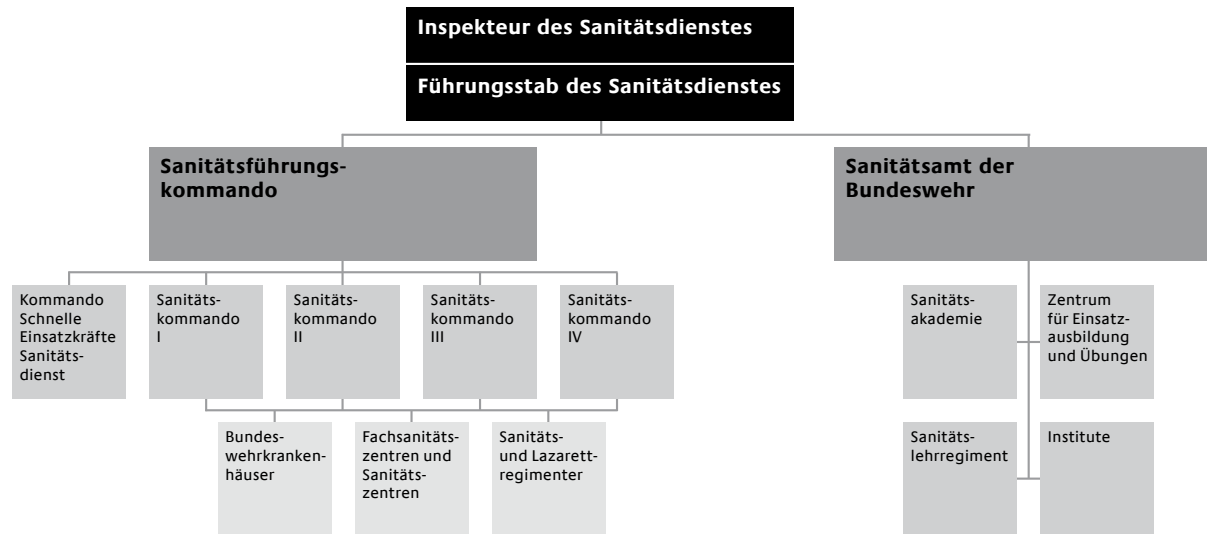 Inspekteur des Sanitätsdienstes
Führungsstab des Sanitätsdienstes
Sanitätsführungs-
kommando
Sanitätsamt der
Bundeswehr
Kommando
Schnelle
Einsatzkräfte
Sanitäts-
dienst
Sanitäts-
kommando
I
Sanitäts-
kommando
II
Sanitäts-
kommando
III
Sanitäts-
kommando
IV
Sanitäts-
akademie
Zentrum
für Einsatz-
ausbildung
und Übungen
Bundes-
wehrkranken-
häuser
Fachsanitäts-
zentren und
Sanitäts-
zentren
Sanitäts-
und Lazarett-
regimenter
Sanitäts-
lehrregiment
Institute